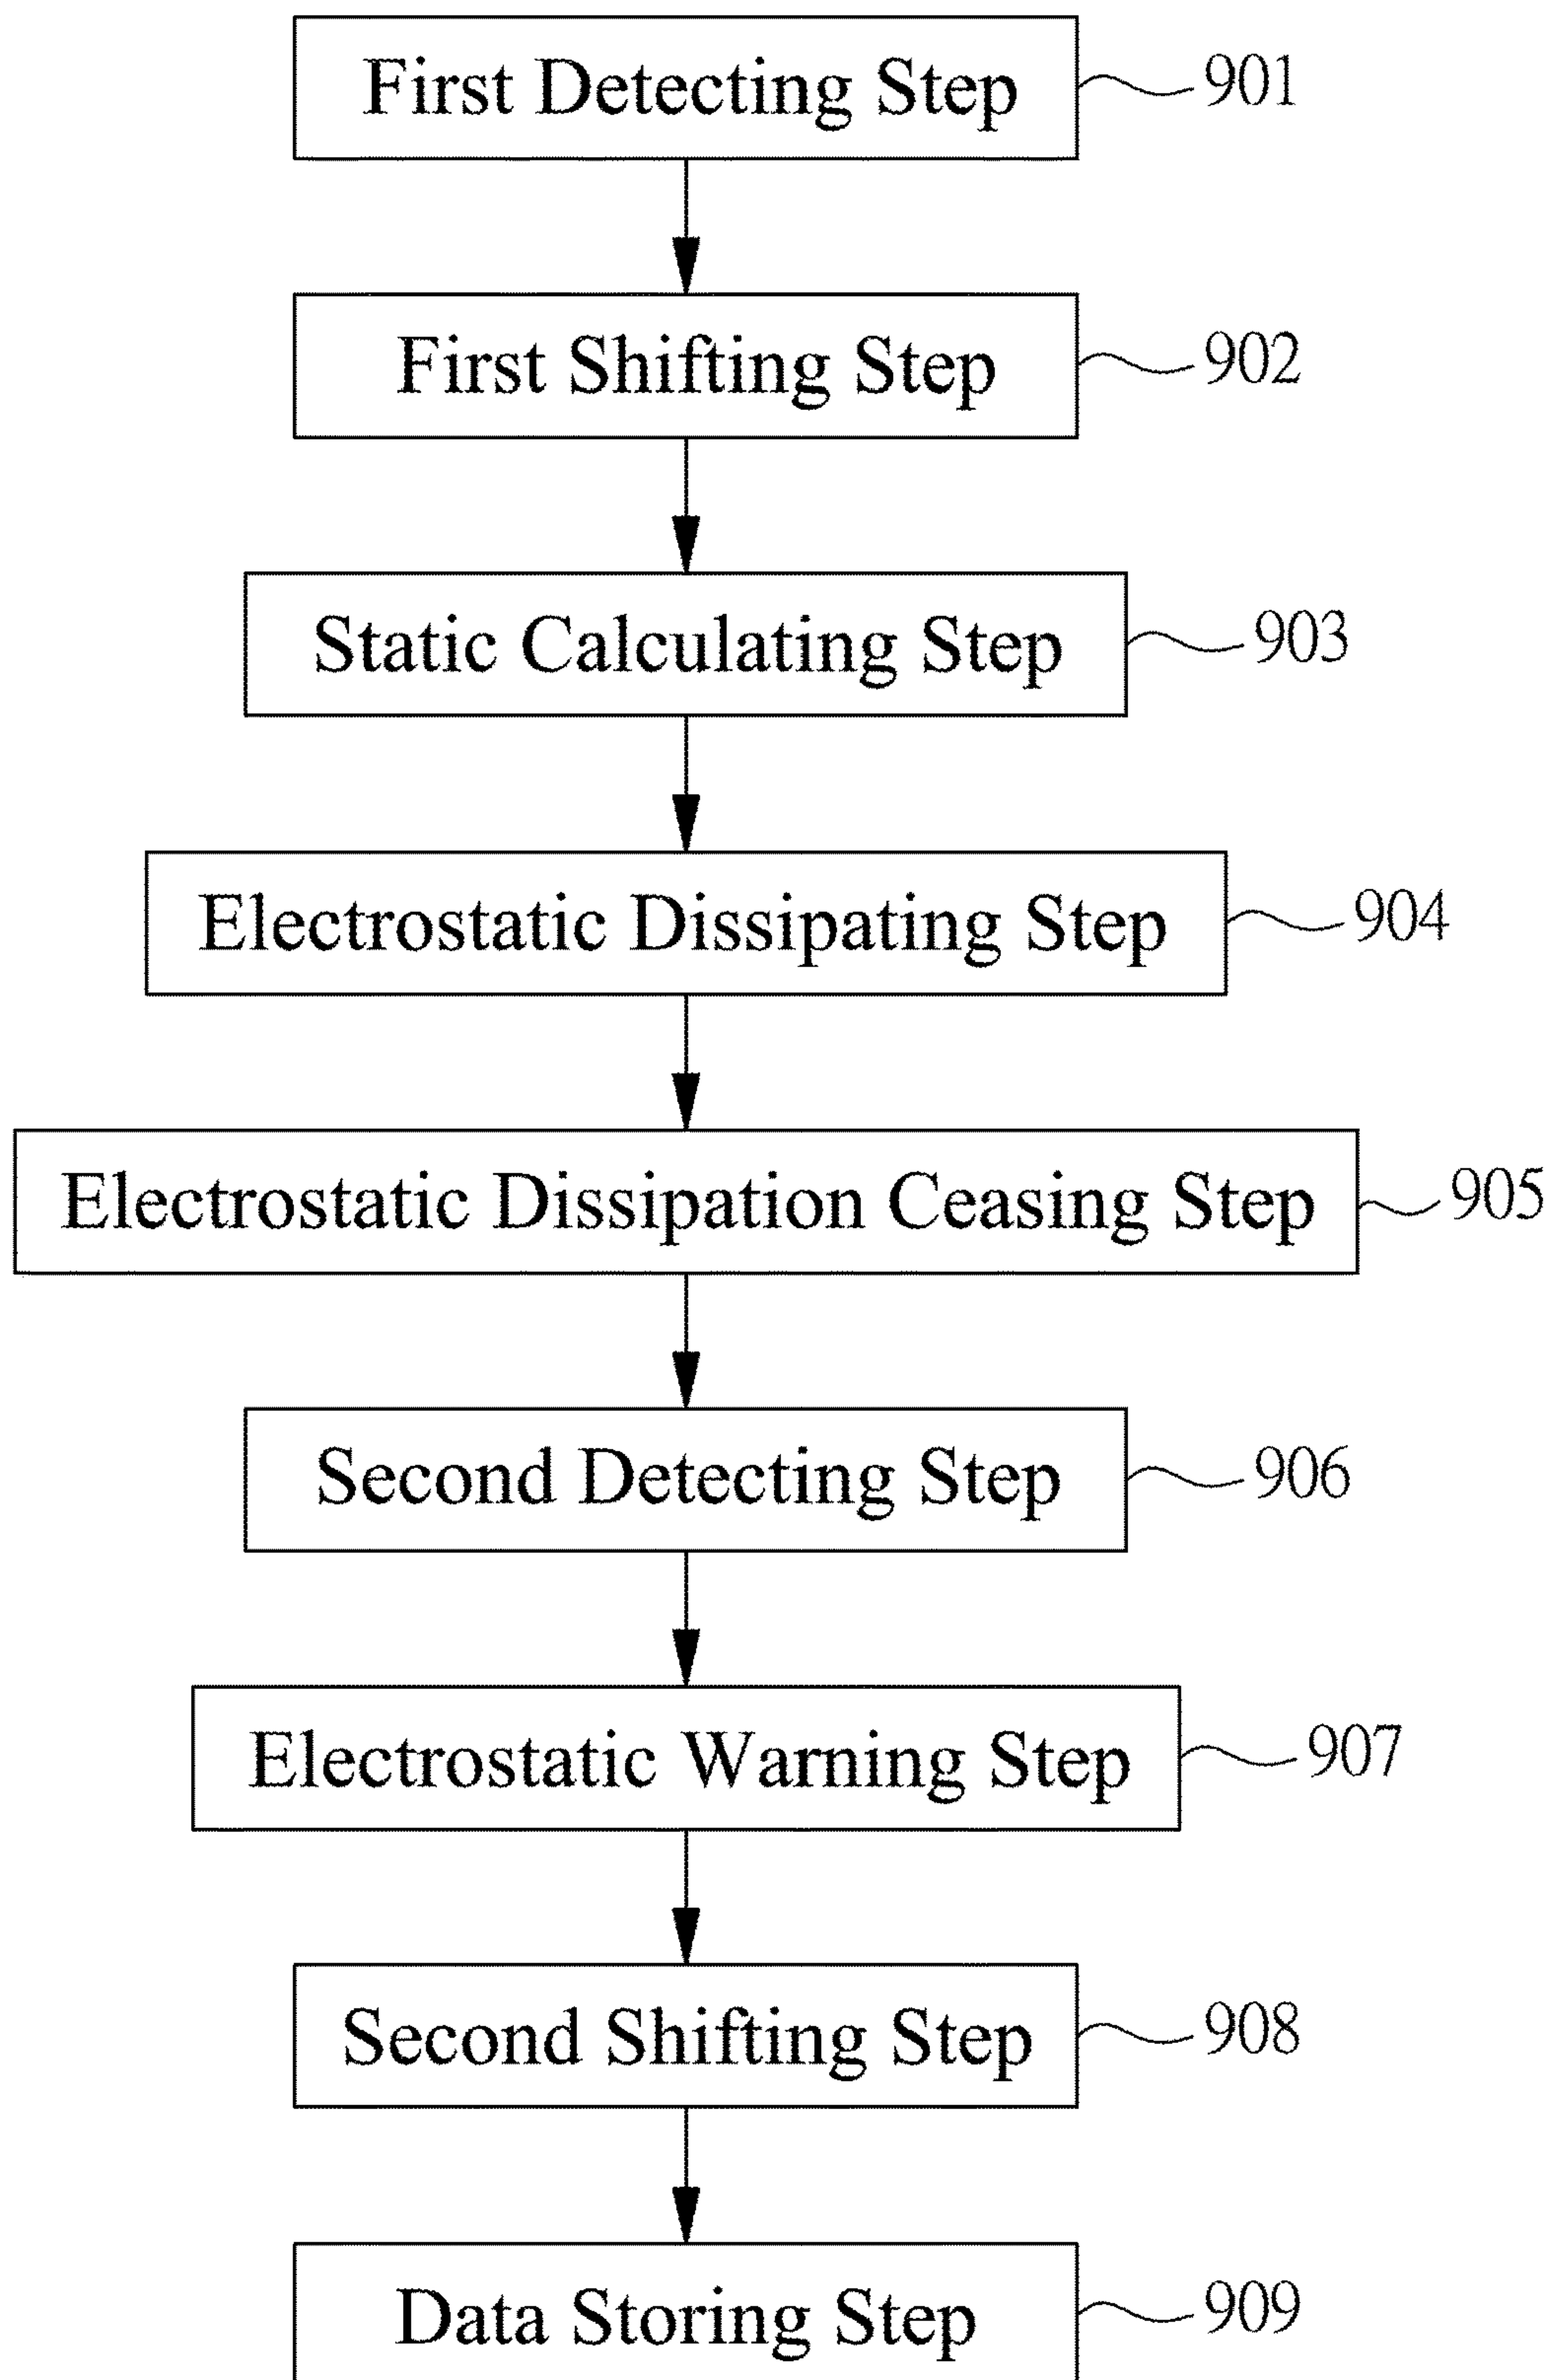 First Detecting Step 901
First Shifting Step 902
Static Calculating Step 903
Electrostatic Dissipating Step 904
Electrostatic Dissipation Ceasing Step 905
Second Detecting Step 906
Electrostatic Warning Step 907
Second Shifting Step 908
Data Storing Step 909